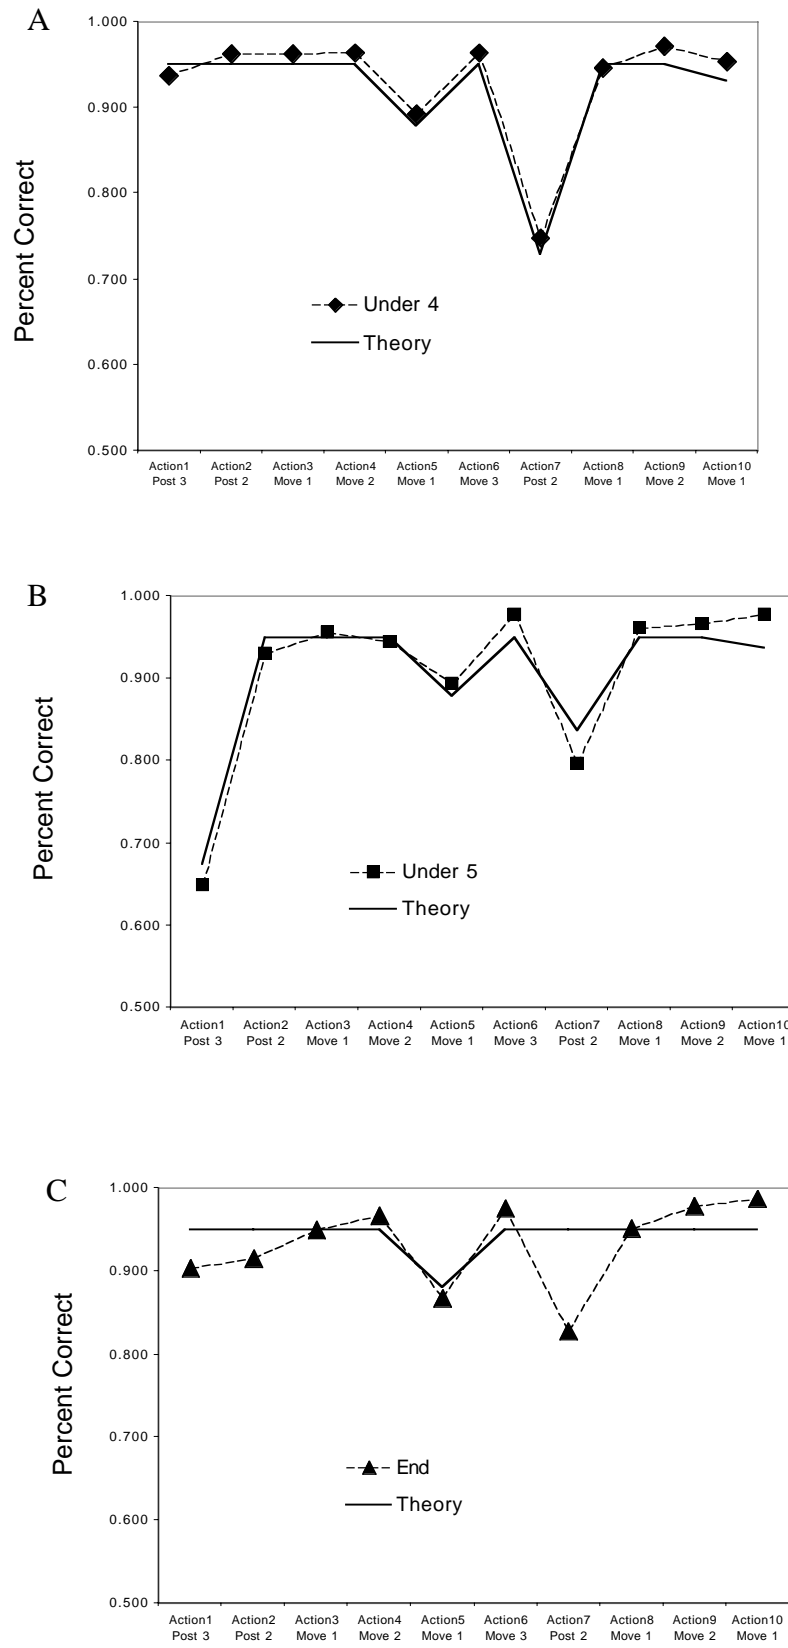 A
Percent Correct
1.000
0.900
0.800
0.700
0.600
0.500
Under 4
Theory
Action1 Action2 Action3 Action4 Action5 Action6 Action7 Action8 Action9 Action10
Post 3 Post 2 Move 1 Move 2 Move 1 Move 3 Post 2 Move 1 Move 2 Move 1
B
Percent Correct
1.000
0.900
0.800
0.700
0.600
0.500
Under 5
Theory
Action1 Action2 Action3 Action4 Action5 Action6 Action7 Action8 Action9 Action10
Post 3 Post 2 Move 1 Move 2 Move 1 Move 3 Post 2 Move 1 Move 2 Move 1
C
Percent Correct
1.000
0.900
0.800
0.700
0.600
0.500
End
Theory
Action1 Action2 Action3 Action4 Action5 Action6 Action7 Action8 Action9 Action10
Post 3 Post 2 Move 1 Move 2 Move 1 Move 3 Post 2 Move 1 Move 2 Move 1